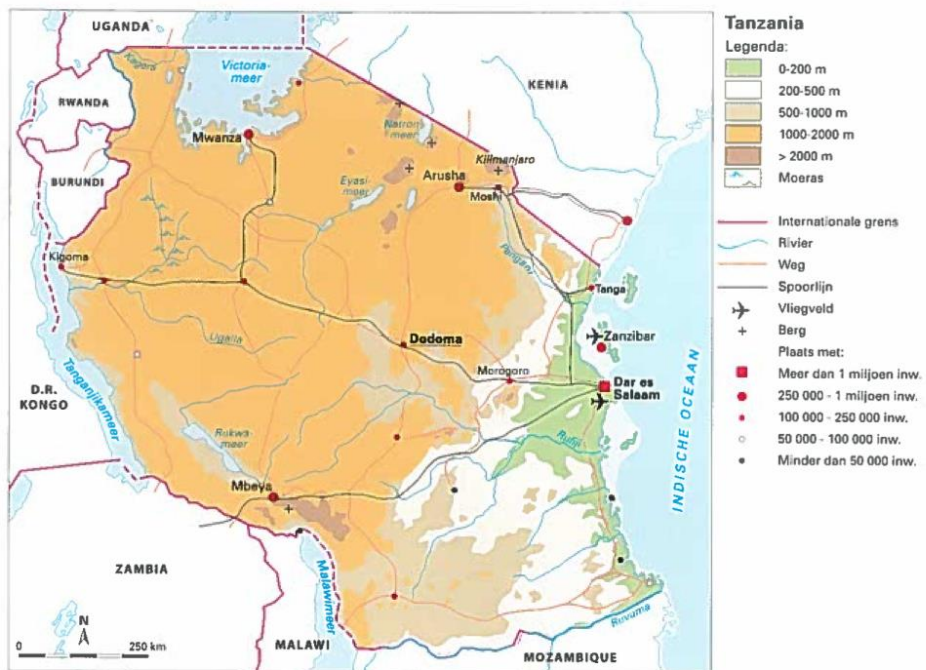 UGANDA
RWANDA
BURUNDI
KENIA
D.R.
KONGO
ZAMBIA
MALAWI
MOZAMBIQUE
INDISCHE OCEAAN
Kagera
Victoria-
meer
Mwanza
Natron-
meer
Kilimanjaro
Eyasi-
meer
Arusha
Moshi
Pangani
Kigoma
Tanga
Zanzibar
Ugalla
Dodoma
Morogoro
Dar es
Salaam
Tanganjikameer
Rukwa-
meer
Rufiji
Mbeya
Malawimeer
Ruvuma
N
0
250 km
Tanzania
Legenda:
0-200 m
200-500 m
500-1000 m
1000-2000 m
> 2000 m
Moeras
Internationale grens
Rivier
Weg
Spoorlijn
Vliegveld
Berg
Plaats met:
Meer dan 1 miljoen inw.
250 000 - 1 miljoen inw.
100 000 - 250 000 inw.
50 000 - 100 000 inw.
Minder dan 50 000 inw.